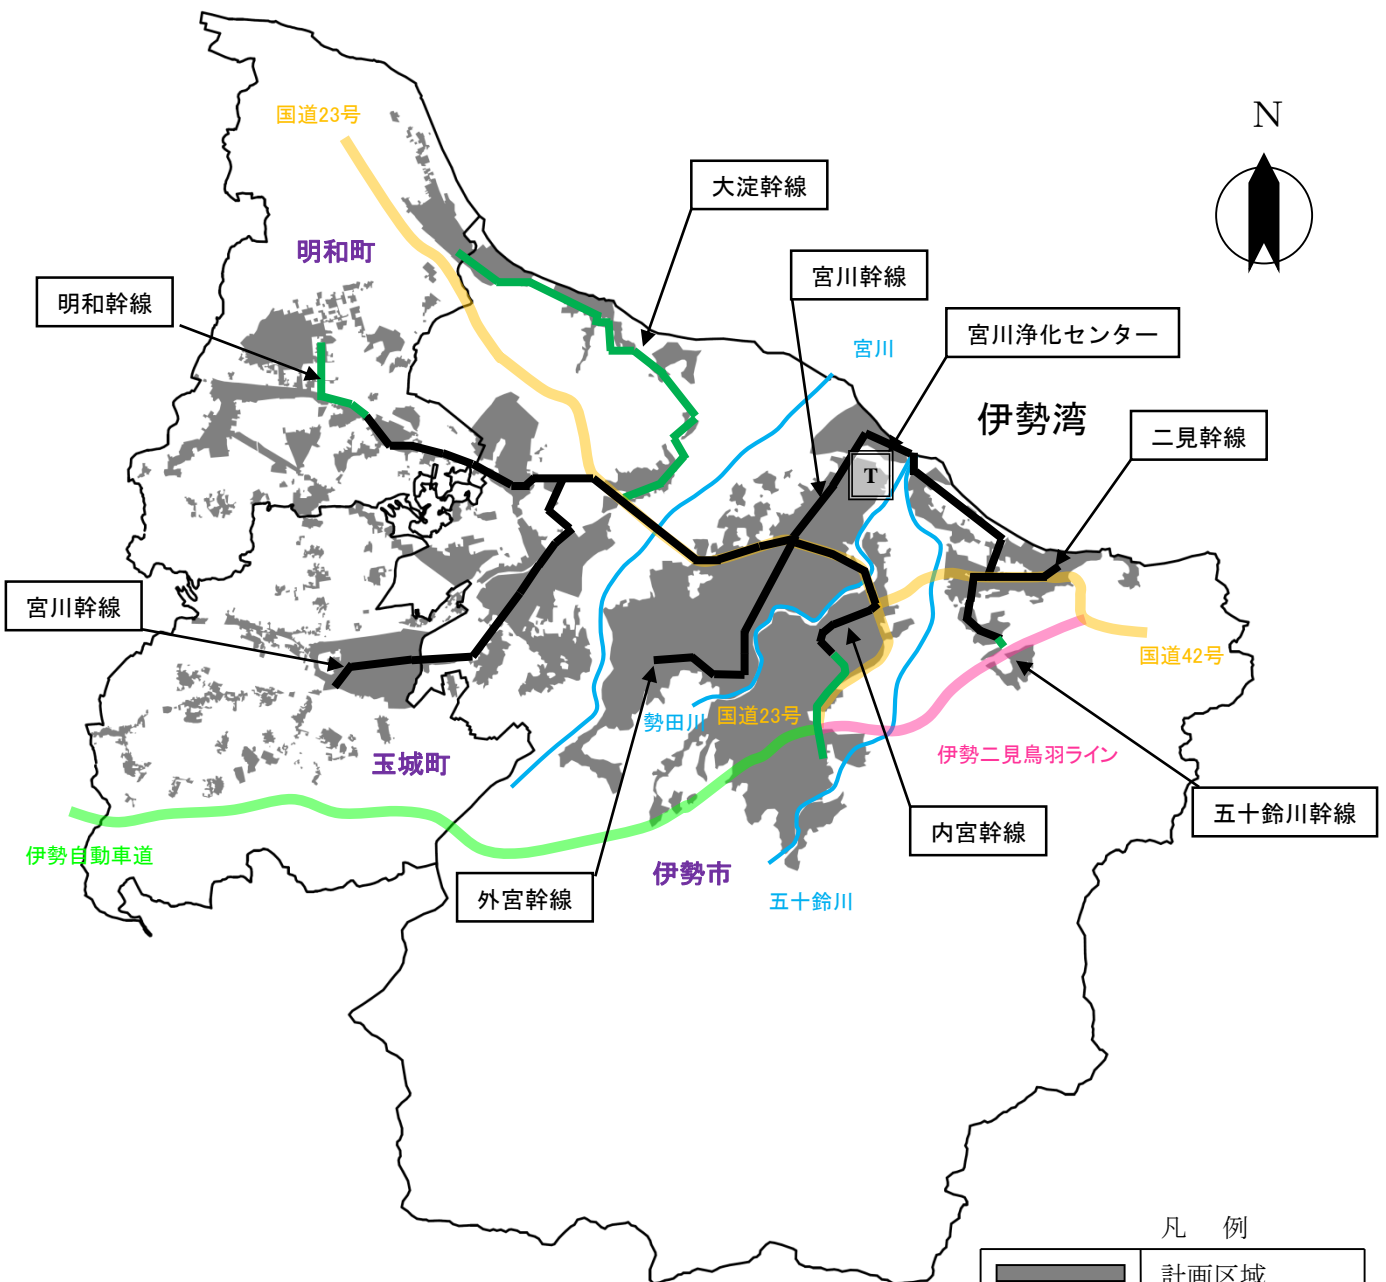 国道23号
N
大淀幹線
明和町
宮川幹線
明和幹線
宮川浄化センター
宮川
伊勢湾
二見幹線
T
宮川幹線
国道42号
勢田川
国道23号
伊勢二見鳥羽ライン
玉城町
五十鈴川幹線
内宮幹線
伊勢自動車道
伊勢市
外宮幹線
五十鈴川
凡 例
計画区域